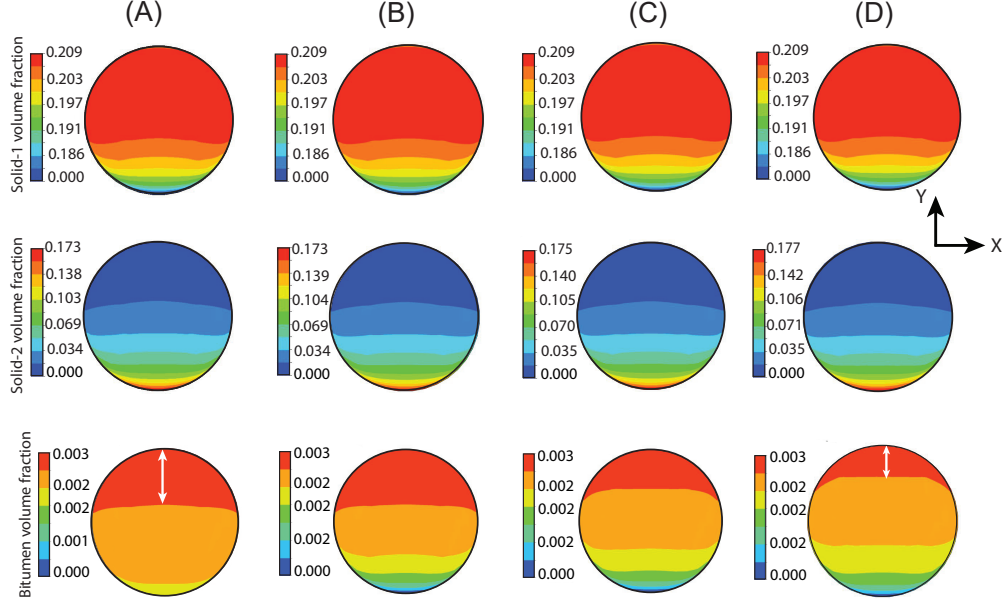 (A) (B) (C) (D)
Solid-1 volume fraction
0.209 0.209 0.209 0.209
0.203 0.203 0.203 0.203
0.197 0.197 0.197 0.197
0.191 0.191 0.191 0.191
0.186 0.186 0.186 0.186
0.000 0.000 0.000 0.000
Y
X
Solid-2 volume fraction
0.173 0.173 0.175 0.177
0.138 0.139 0.140 0.142
0.103 0.104 0.105 0.106
0.069 0.069 0.070 0.071
0.034 0.034 0.035 0.035
0.000 0.000 0.000 0.000
Bitumen volume fraction
0.003 0.003 0.003 0.003
0.002 0.002 0.002 0.002
0.002 0.002 0.002 0.002
0.001 0.002 0.002 0.002
0.000 0.000 0.000 0.000